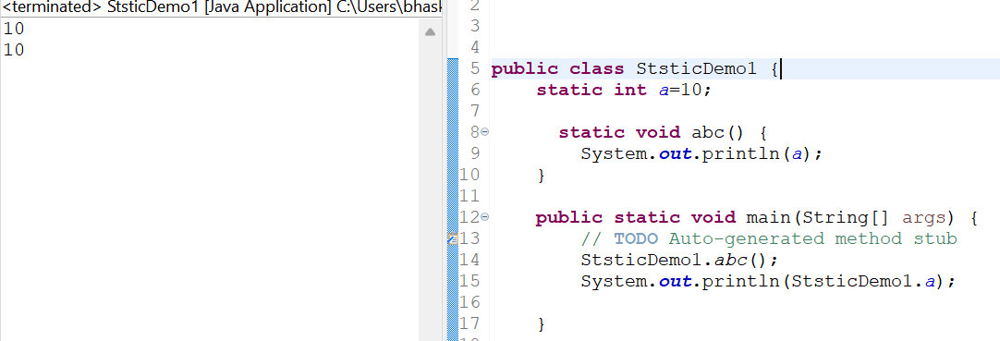 <terminated> StsticDemo1 [Java Application] C:\Users\bhask
10
10
2
3
4
5 public class StsticDemo1 {
6 static int a=10;
7
8 static void abc() {
9 System.out.println(a);
10 }
11
12 public static void main(String[] args) {
13 // TODO Auto-generated method stub
14 StsticDemo1.abc();
15 System.out.println(StsticDemo1.a);
16
17 }